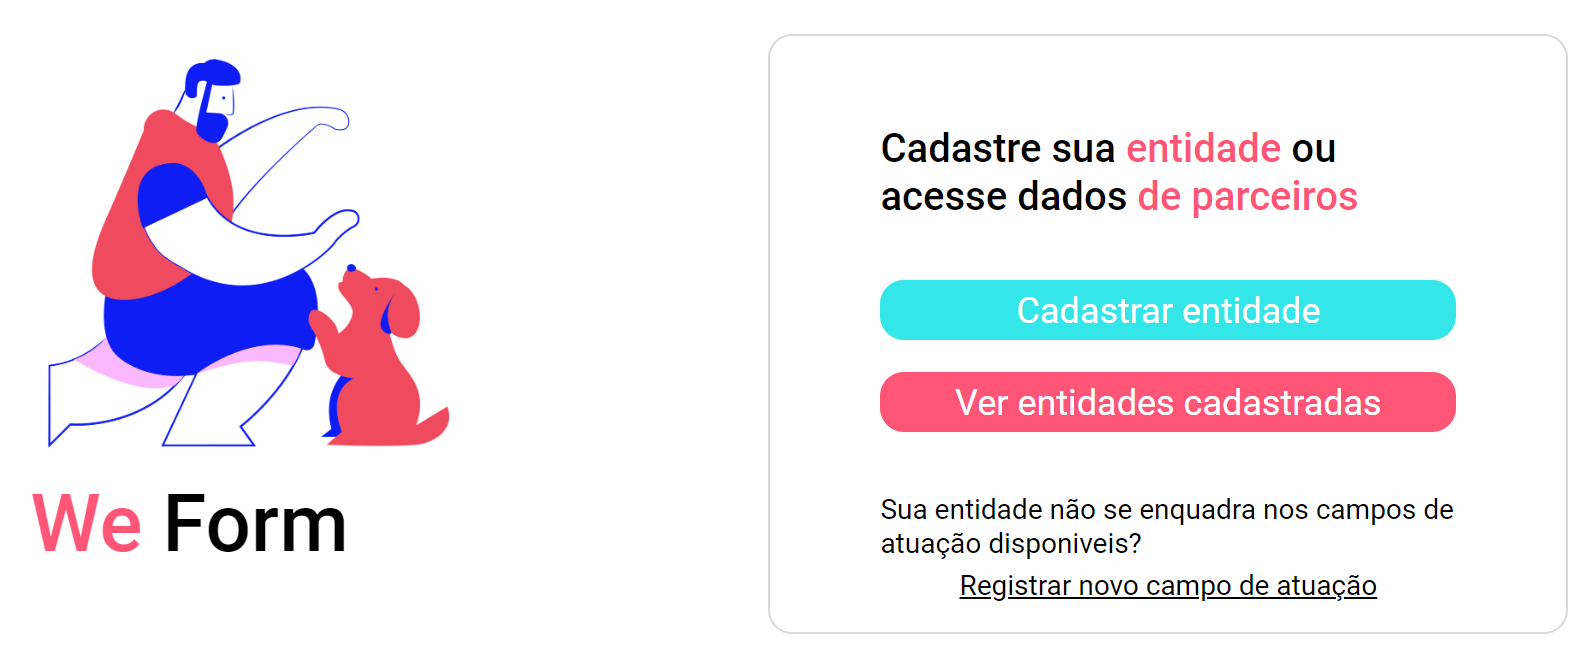 We Form
Cadastre sua entidade ou
acesse dados de parceiros
Cadastrar entidade
Ver entidades cadastradas
Sua entidade não se enquadra nos campos de
atuação disponiveis?
Registrar novo campo de atuação